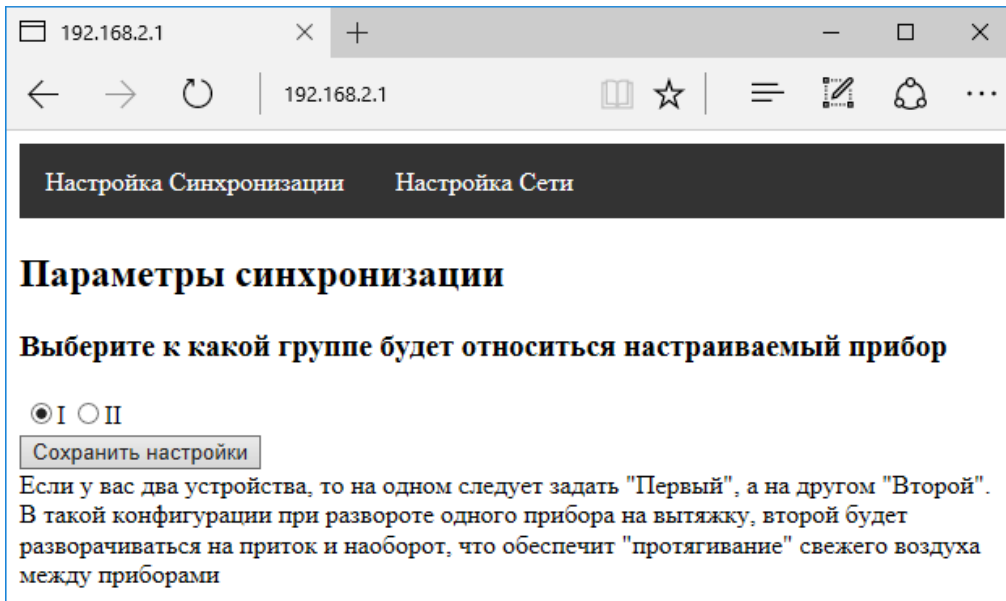 192.168.2.1
192.168.2.1
Настройка Синхронизации Настройка Сети
Параметры синхронизации
Выберите к какой группе будет относиться настраиваемый прибор
I II
Сохранить настройки
Если у вас два устройства, то на одном следует задать "Первый", а на другом "Второй".
В такой конфигурации при развороте одного прибора на вытяжку, второй будет
разворачиваться на приток и наоборот, что обеспечит "протягивание" свежего воздуха
между приборами